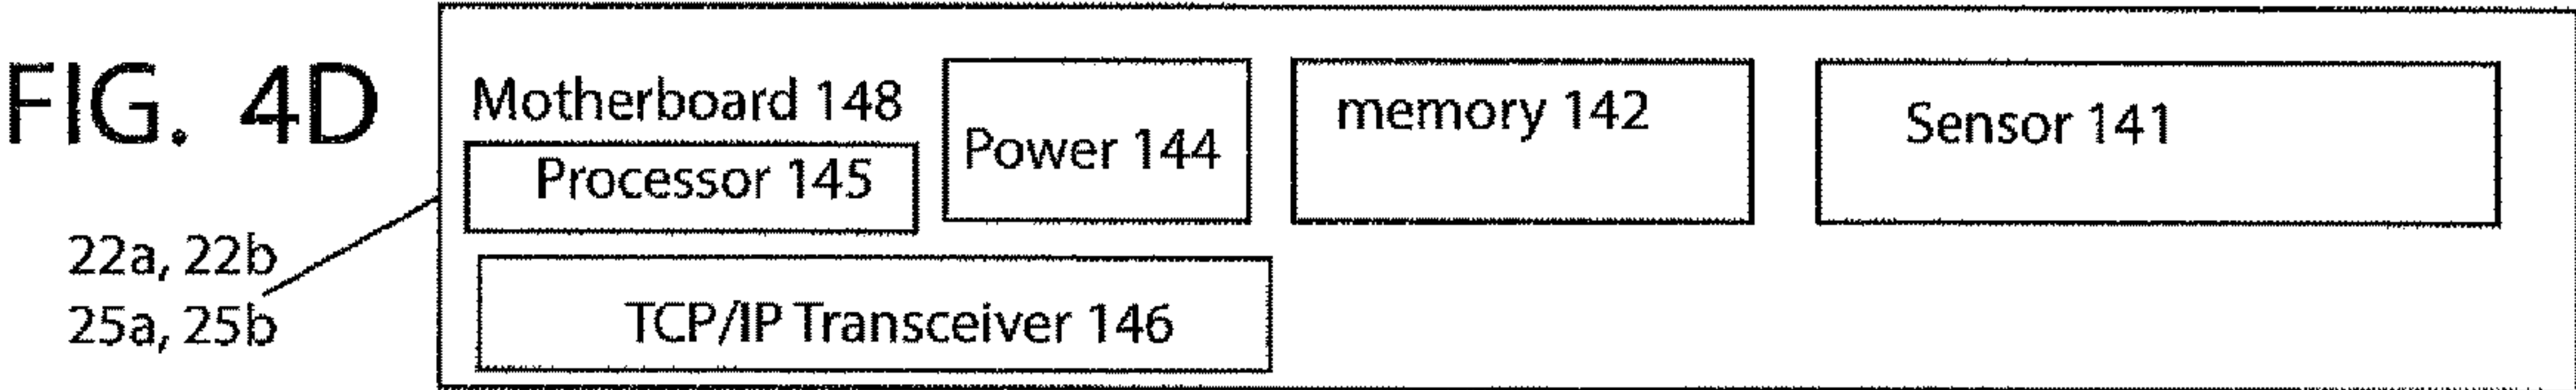 FIG. 4D
22a, 22b
25a, 25b
Motherboard 148
Processor 145
Power 144
memory 142
Sensor 141
TCP/IP Transceiver 146